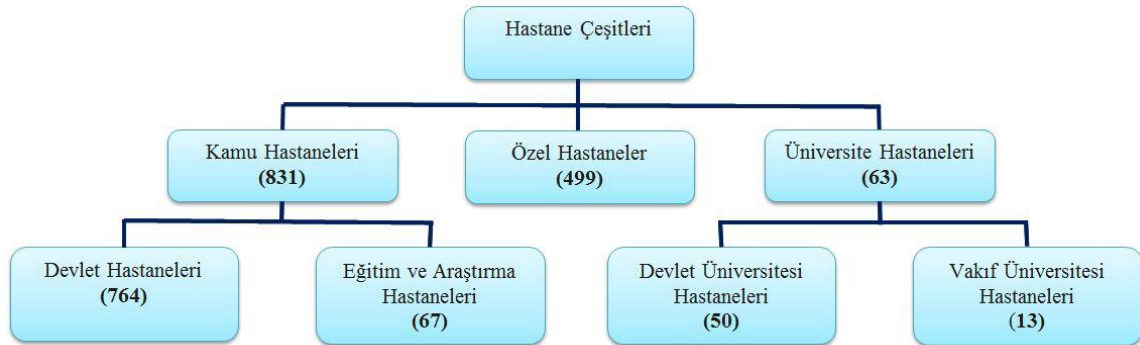 Hastane Çeşitleri
Kamu Hastaneleri
(831)
Özel Hastaneler
(499)
Üniversite Hastaneleri
(63)
Devlet Hastaneleri
(764)
Eğitim ve Araştırma
Hastaneleri
(67)
Devlet Üniversitesi
Hastaneleri
(50)
Vakıf Üniversitesi
Hastaneleri
(13)